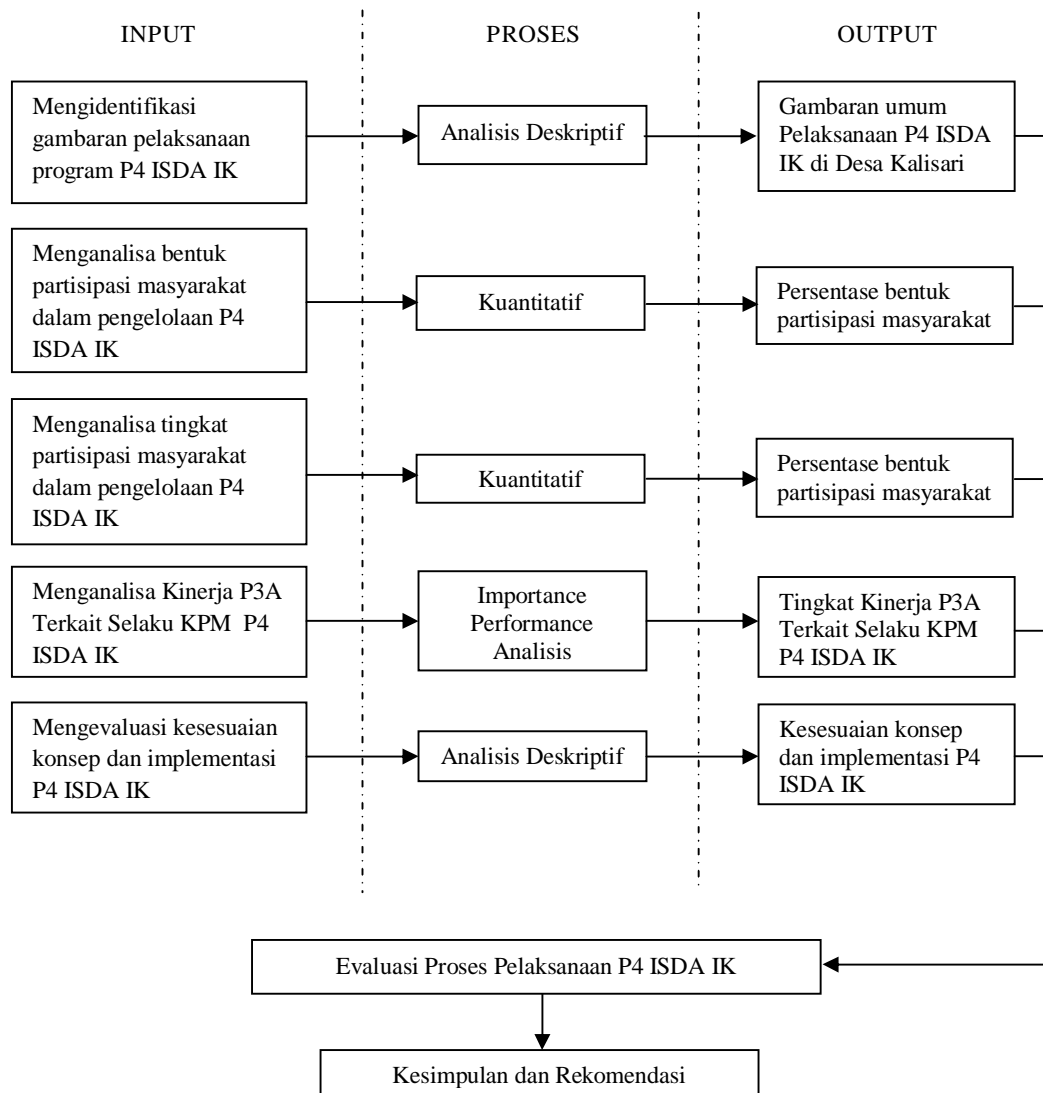 INPUT
PROSES
OUTPUT
Mengidentifikasi
gambaran pelaksanaan
program P4 ISDA IK
Analisis Deskriptif
Gambaran umum
Pelaksanaan P4 ISDA
IK di Desa Kalisari
Menganalisa bentuk
partisipasi masyarakat
dalam pengelolaan P4
ISDA IK
Kuantitatif
Persentase bentuk
partisipasi masyarakat
Menganalisa tingkat
partisipasi masyarakat
dalam pengelolaan P4
ISDA IK
Kuantitatif
Persentase bentuk
partisipasi masyarakat
Menganalisa Kinerja P3A
Terkait Selaku KPM P4
ISDA IK
Importance
Performance
Analisis
Tingkat Kinerja P3A
Terkait Selaku KPM
P4 ISDA IK
Mengevaluasi kesesuaian
konsep dan implementasi
P4 ISDA IK
Analisis Deskriptif
Kesesuaian konsep
dan implementasi P4
ISDA IK
Evaluasi Proses Pelaksanaan P4 ISDA IK
Kesimpulan dan Rekomendasi